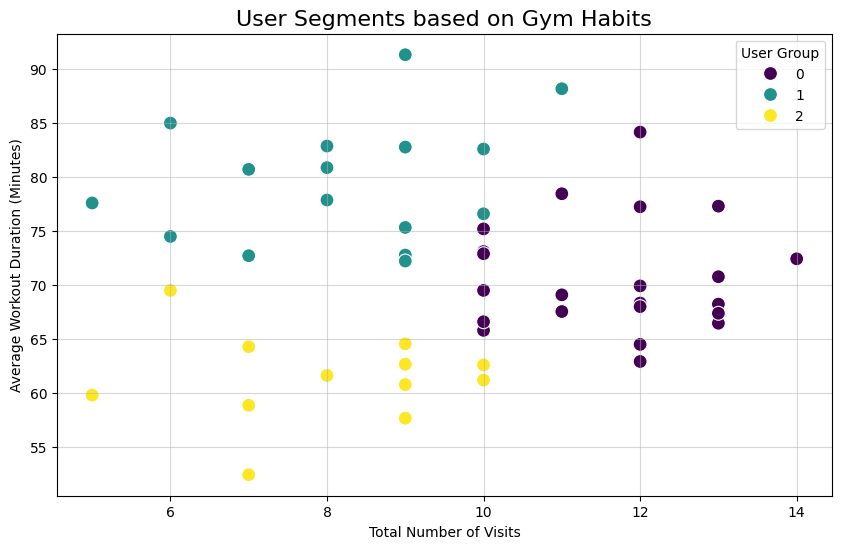 User Segments based on Gym Habits
User Group
0
1
2
90
85
80
75
70
65
60
55
Average Workout Duration (Minutes)
6 8 10 12 14
Total Number of Visits